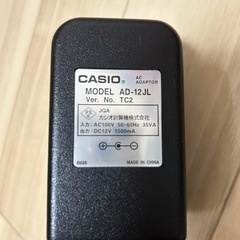 CASIO® AC ADAPTOR
MODEL AD-12JL
Ver. No. TC2
JQA
カシオ計算機株式会社
入力:AC100V 50-60Hz 35VA
出力:DC12V 1500mA
MADE IN CHINA